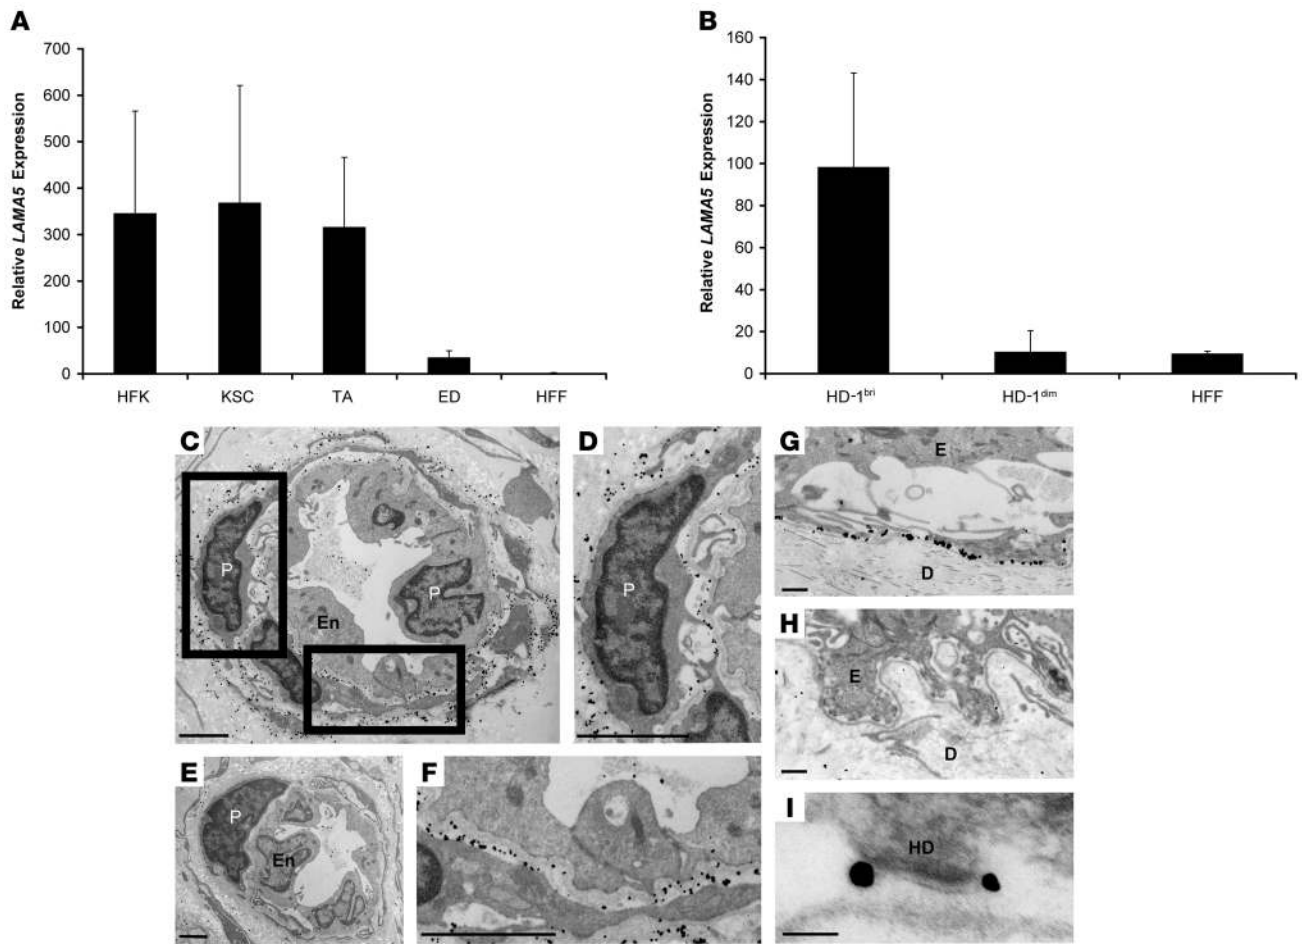 A
Relative LAMA5 Expression
700
600
500
400
300
200
100
0
HFK KSC TA ED HFF
B
Relative LAMA5 Expression
160
140
120
100
80
60
40
20
0
HD-1bri HD-1dim HFF
C
P
P
En
D
P
E
P
En
F
G
E
D
H
E
D
I
HD